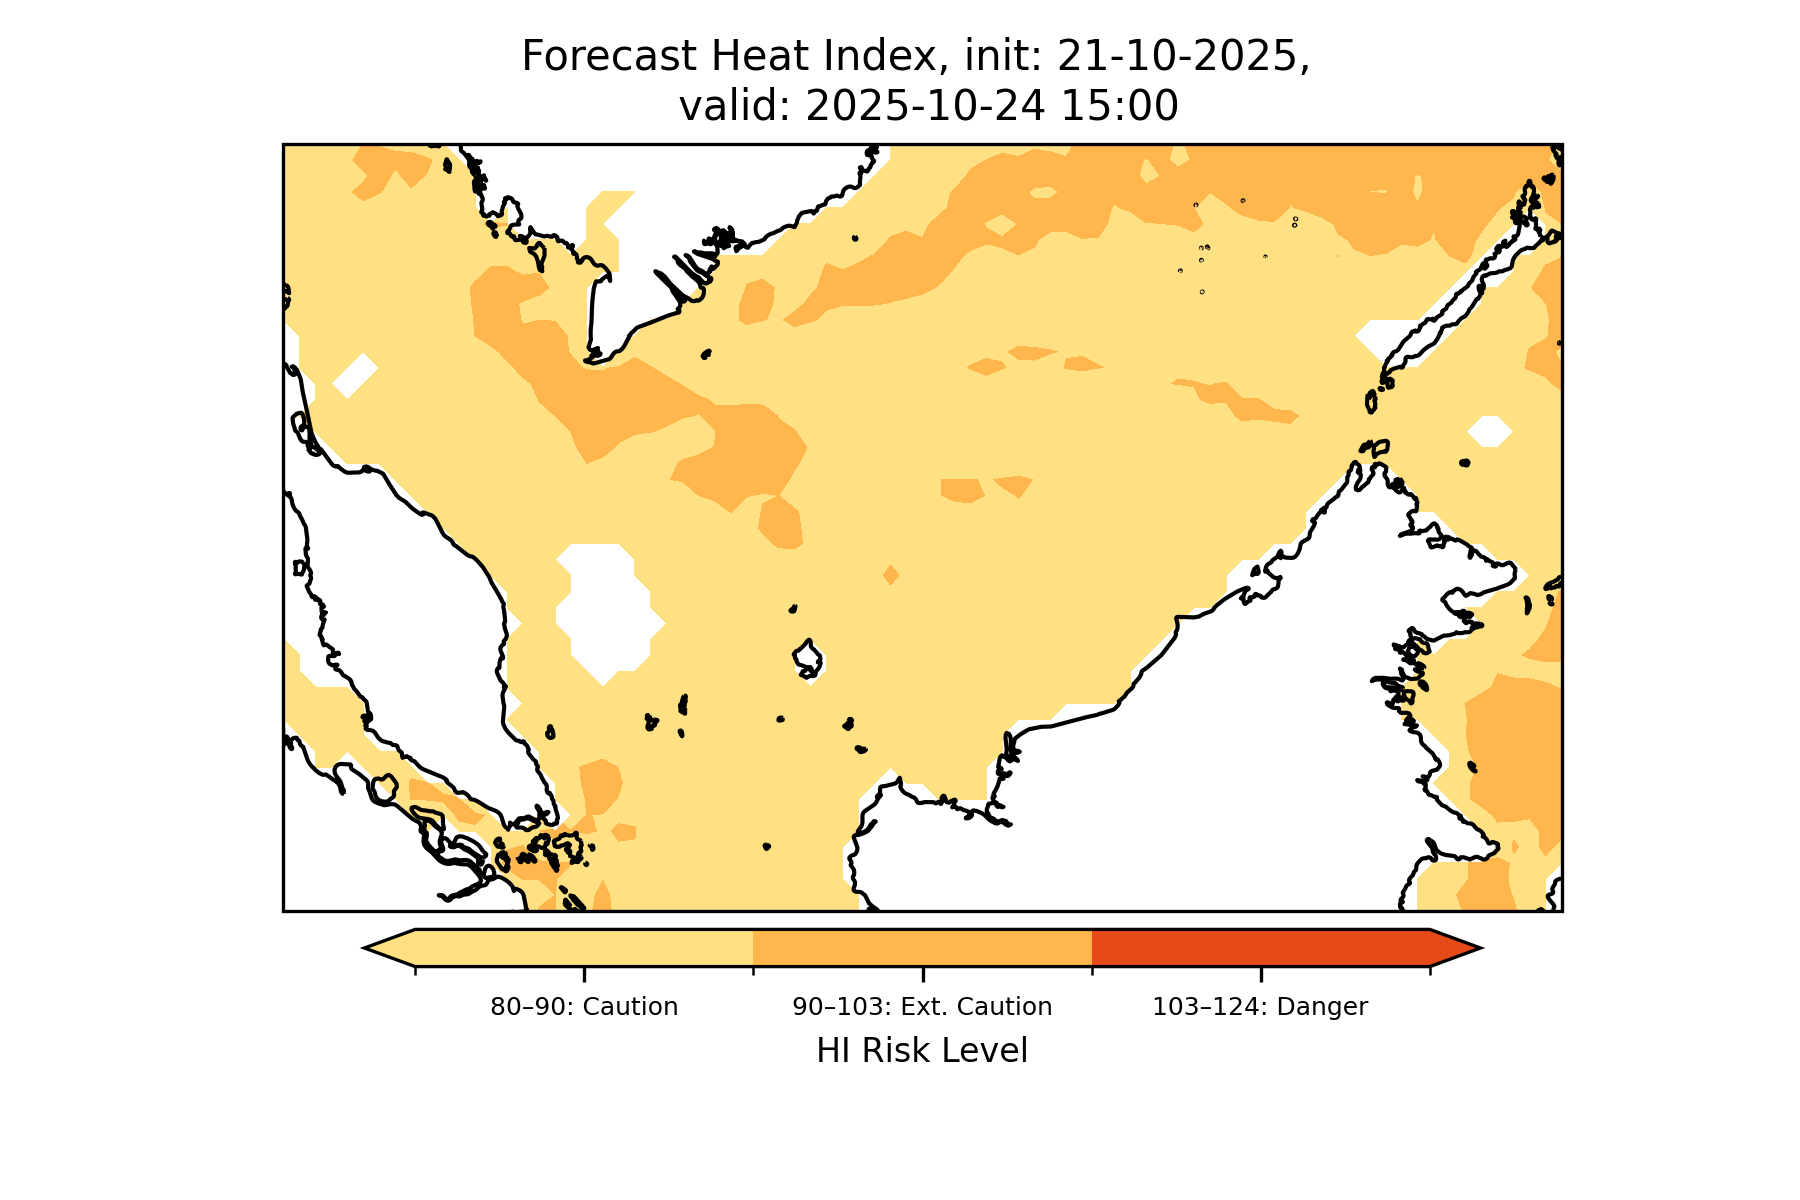 Forecast Heat Index, init: 21-10-2025,
valid: 2025-10-24 15:00
80–90: Caution
90–103: Ext. Caution
103–124: Danger
HI Risk Level